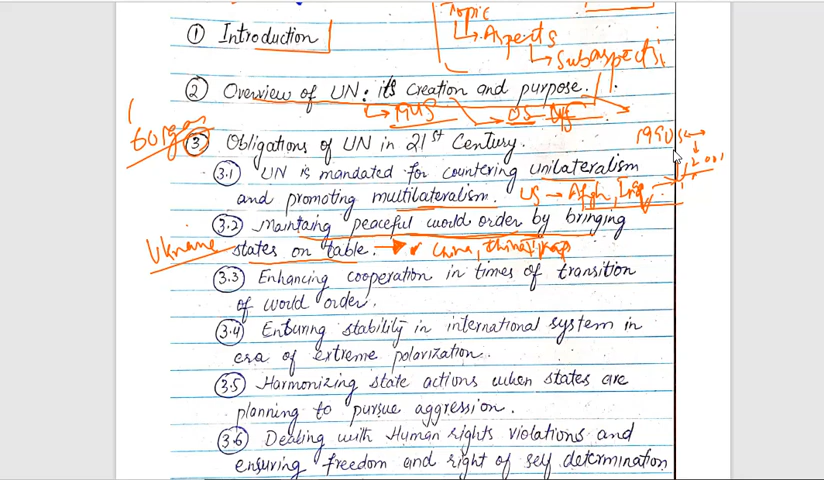 Topic
① Introduction
Aspects
Subaspects
② Overview of UN: its creation and purpose.
③ Obligations of UN in 21st Century.
1990s
3.1 UN is mandated for countering unilateralism
2001
and promoting multilateralism. US → Afgh, Iraq
3.2 Maintaing peaceful world order by bringing
Ukraine
states on table. → China,
3.3 Enhancing cooperation in times of transition
of world order.
3.4 Ensuring stability in international system in
era of extreme polarization.
3.5 Harmonizing state actions when states are
planning to pursue aggression.
3.6 Dealing with Human rights violations and
ensuring freedom and right of self determination